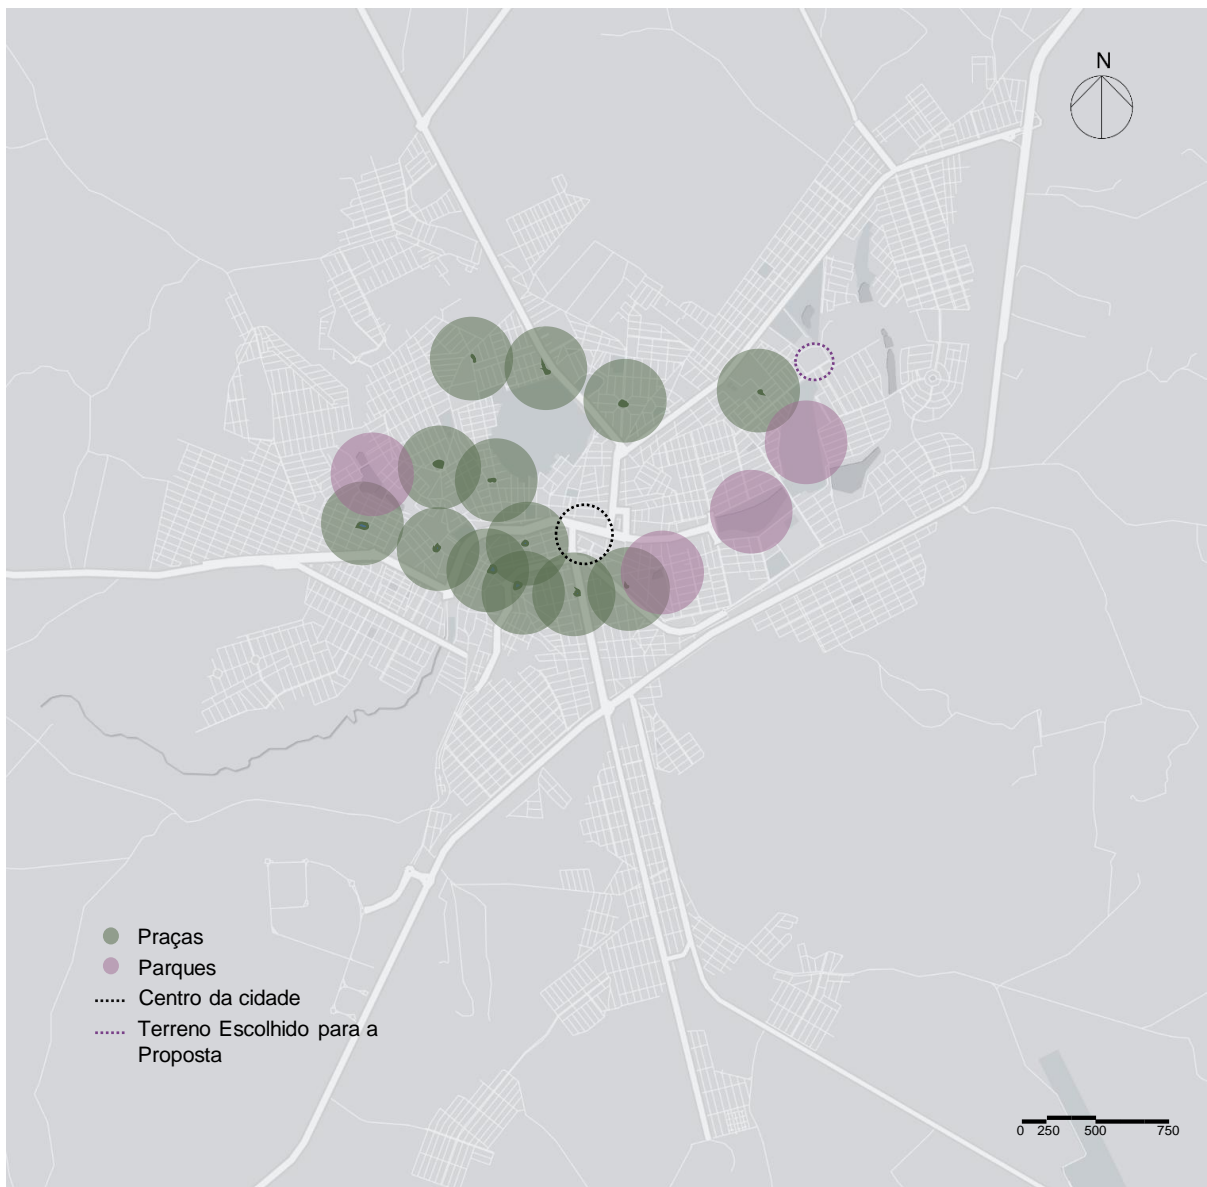 N
Praças
Parques
Centro da cidade
Terreno Escolhido para a
Proposta
0 250 500 750